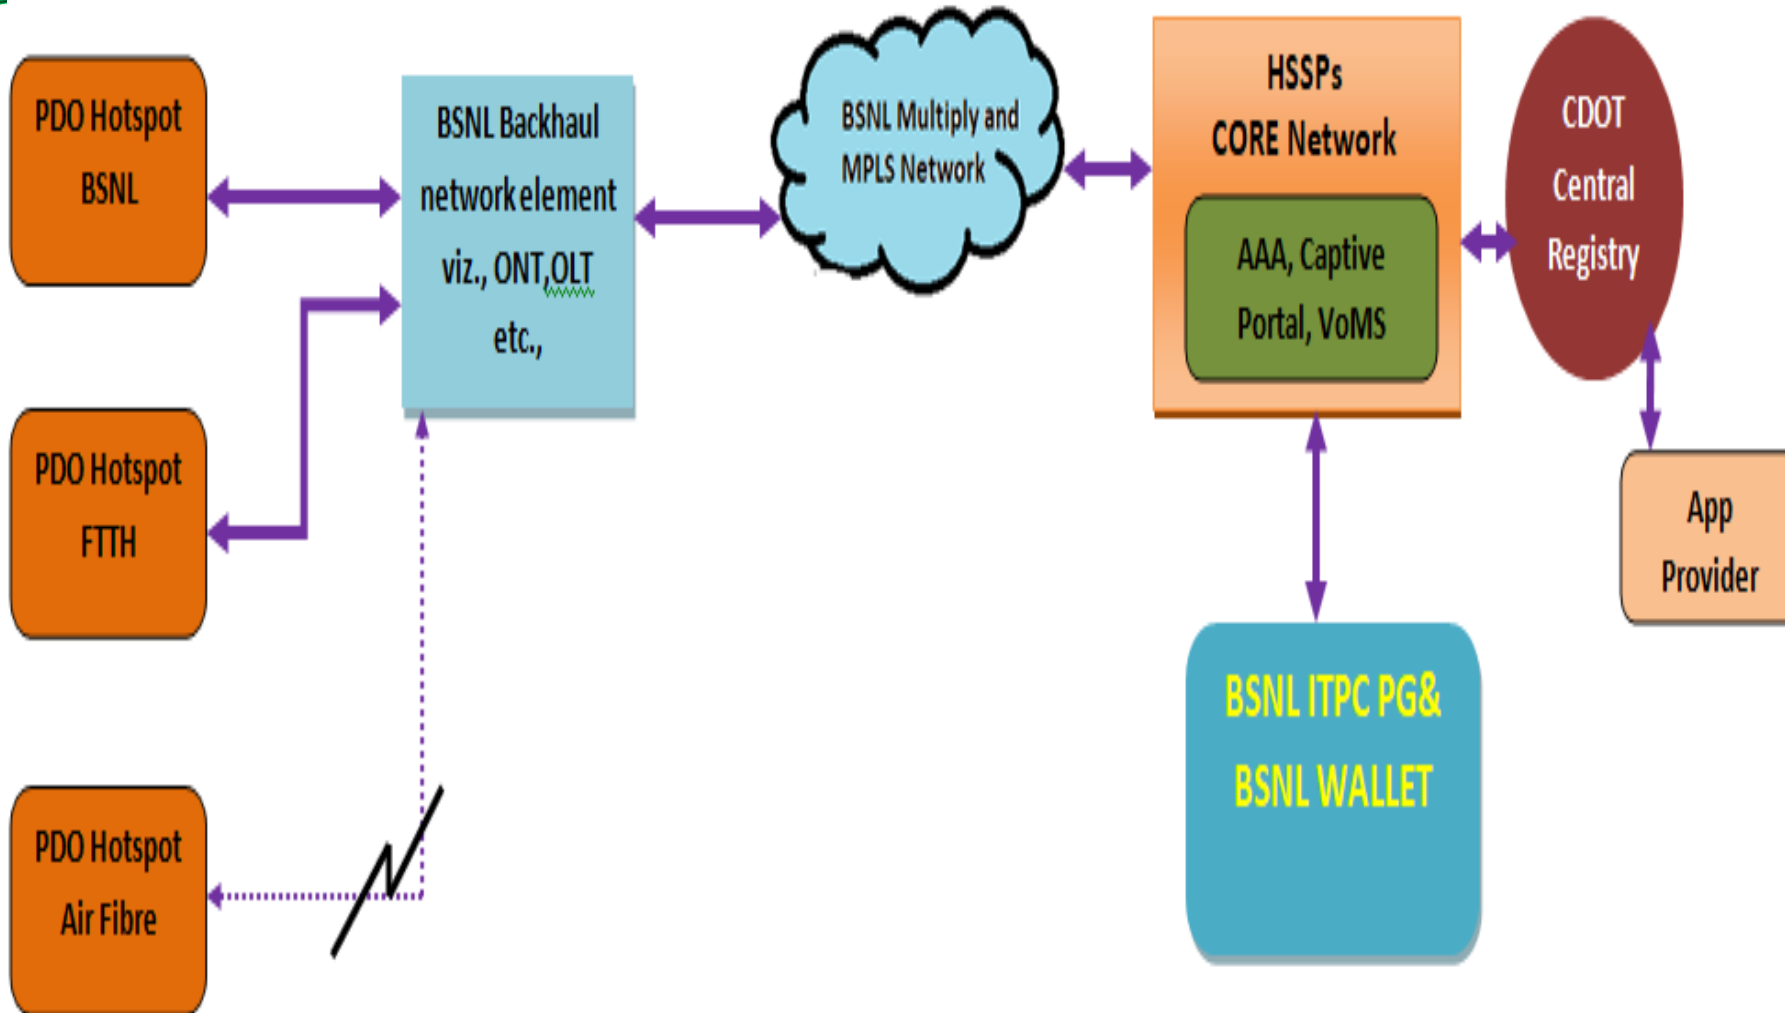 PDO Hotspot
BSNL
PDO Hotspot
FTTH
PDO Hotspot
Air Fibre
BSNL Backhaul
network element
viz., ONT,OLT
etc.,
BSNL Multiply and
MPLS Network
HSSPs
CORE Network
AAA, Captive
Portal, VoMS
CDOT
Central
Registry
App
Provider
BSNL ITPC PG&
BSNL WALLET